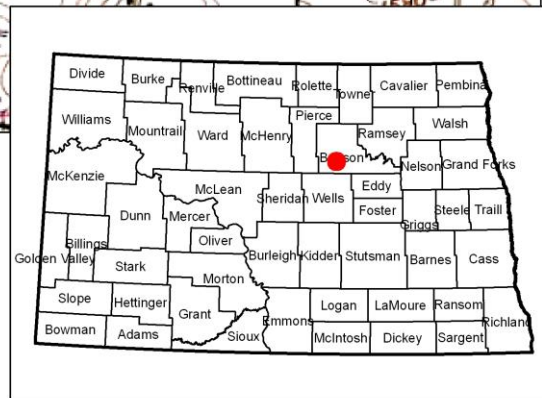 Divide Burke Renville Bottineau Rolette Towner Cavalier Pembina
Williams Mountrail Ward McHenry Pierce Ramsey Walsh
McKenzie Benson Nelson Grand Forks
McLean Sheridan Wells Eddy
Dunn Mercer Foster Griggs Steele Traill
Billings Oliver
Golden Valley Stark Morton Burleigh Kidder Stutsman Barnes Cass
Slope Hettinger Grant Emmons Logan LaMoure Ransom Richland
Bowman Adams Sioux McIntosh Dickey Sargent